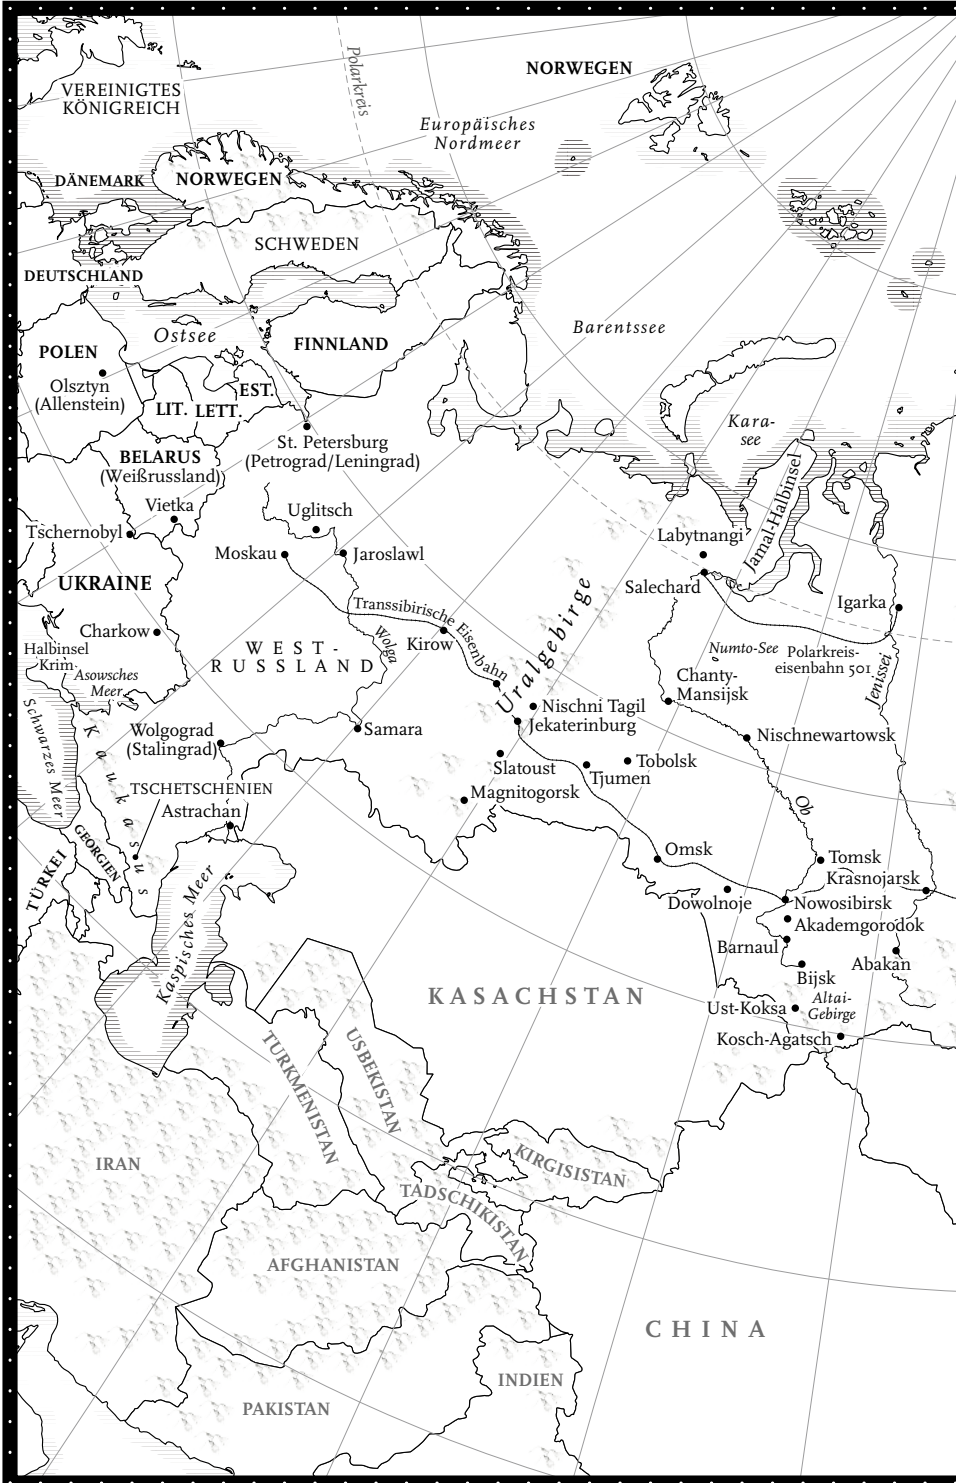 Polarkreis
NORWEGEN
VEREINIGTES
KÖNIGREICH
Europäisches
Nordmeer
DÄNEMARK
NORWEGEN
SCHWEDEN
DEUTSCHLAND
Ostsee
Barentssee
FINNLAND
POLEN
Olsztyn
(Allenstein)
EST.
LIT.
LETT.
Kara-
see
St. Petersburg
(Petrograd/Leningrad)
BELARUS
(Weißrussland)
Jamal-Halbinsel
Vietka
Uglitsch
Tschernobyl
Labytnangi
Moskau
Jaroslawl
UKRAINE
Salechard
Igarka
Transsibirische Eisenbahn
Uralgebirge
Charkow
Wolga
Kirow
WEST-
RUSSLAND
Halbinsel
Krim
Asowsches
Meer
Numto-See
Polarkreis-
eisenbahn 501
Jenissei
Chanty-
Mansijsk
Schwarzes Meer
Kaukasus
Nischni Tagil
Jekaterinburg
Wolgograd
(Stalingrad)
Samara
Nischnewartowsk
Slatoust
Tobolsk
Tjumen
Magnitogorsk
TSCHETSCHENIEN
Astrachan
Ob
GEORGIEN
TÜRKEI
Omsk
Tomsk
Krasnojarsk
Dowolnoje
Nowosibirsk
Akademgorodok
Kaspisches Meer
Barnaul
Abakan
Bijsk
KASACHSTAN
Ust-Koksa
Altai-
Gebirge
Kosch-Agatsch
TURKMENISTAN
USBEKISTAN
IRAN
KIRGISISTAN
TADSCHIKISTAN
AFGHANISTAN
CHINA
INDIEN
PAKISTAN